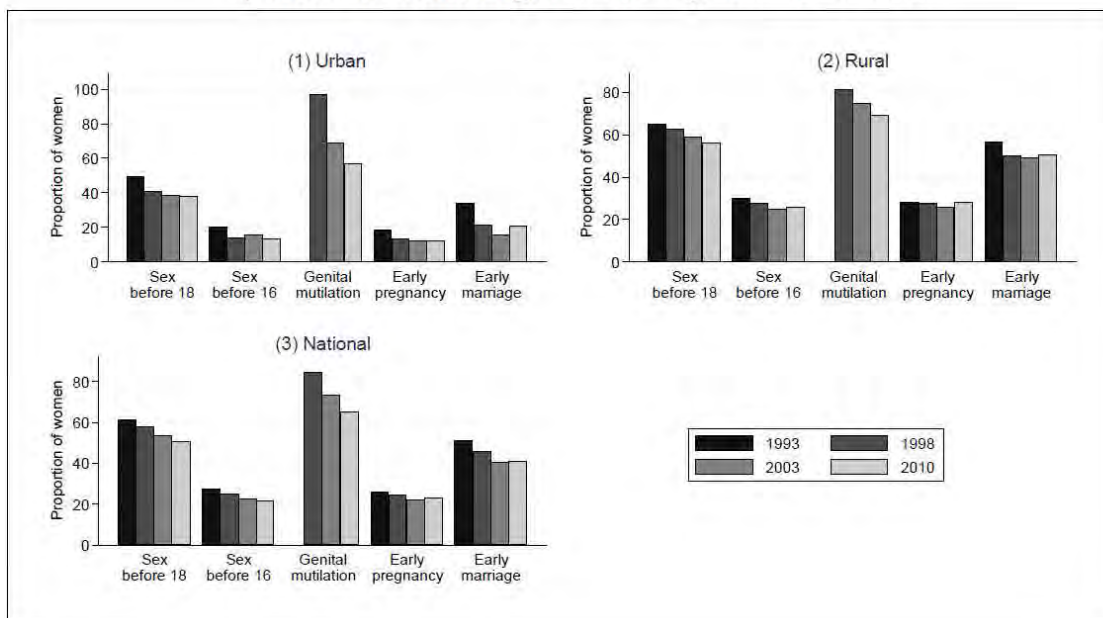 (1) Urban
Proportion of women
100
80
60
40
20
0
Sex before 18
Sex before 16
Genital mutilation
Early pregnancy
Early marriage
(2) Rural
Proportion of women
80
60
40
20
0
Sex before 18
Sex before 16
Genital mutilation
Early pregnancy
Early marriage
(3) National
Proportion of women
80
60
40
20
0
Sex before 18
Sex before 16
Genital mutilation
Early pregnancy
Early marriage
1993 1998
2003 2010